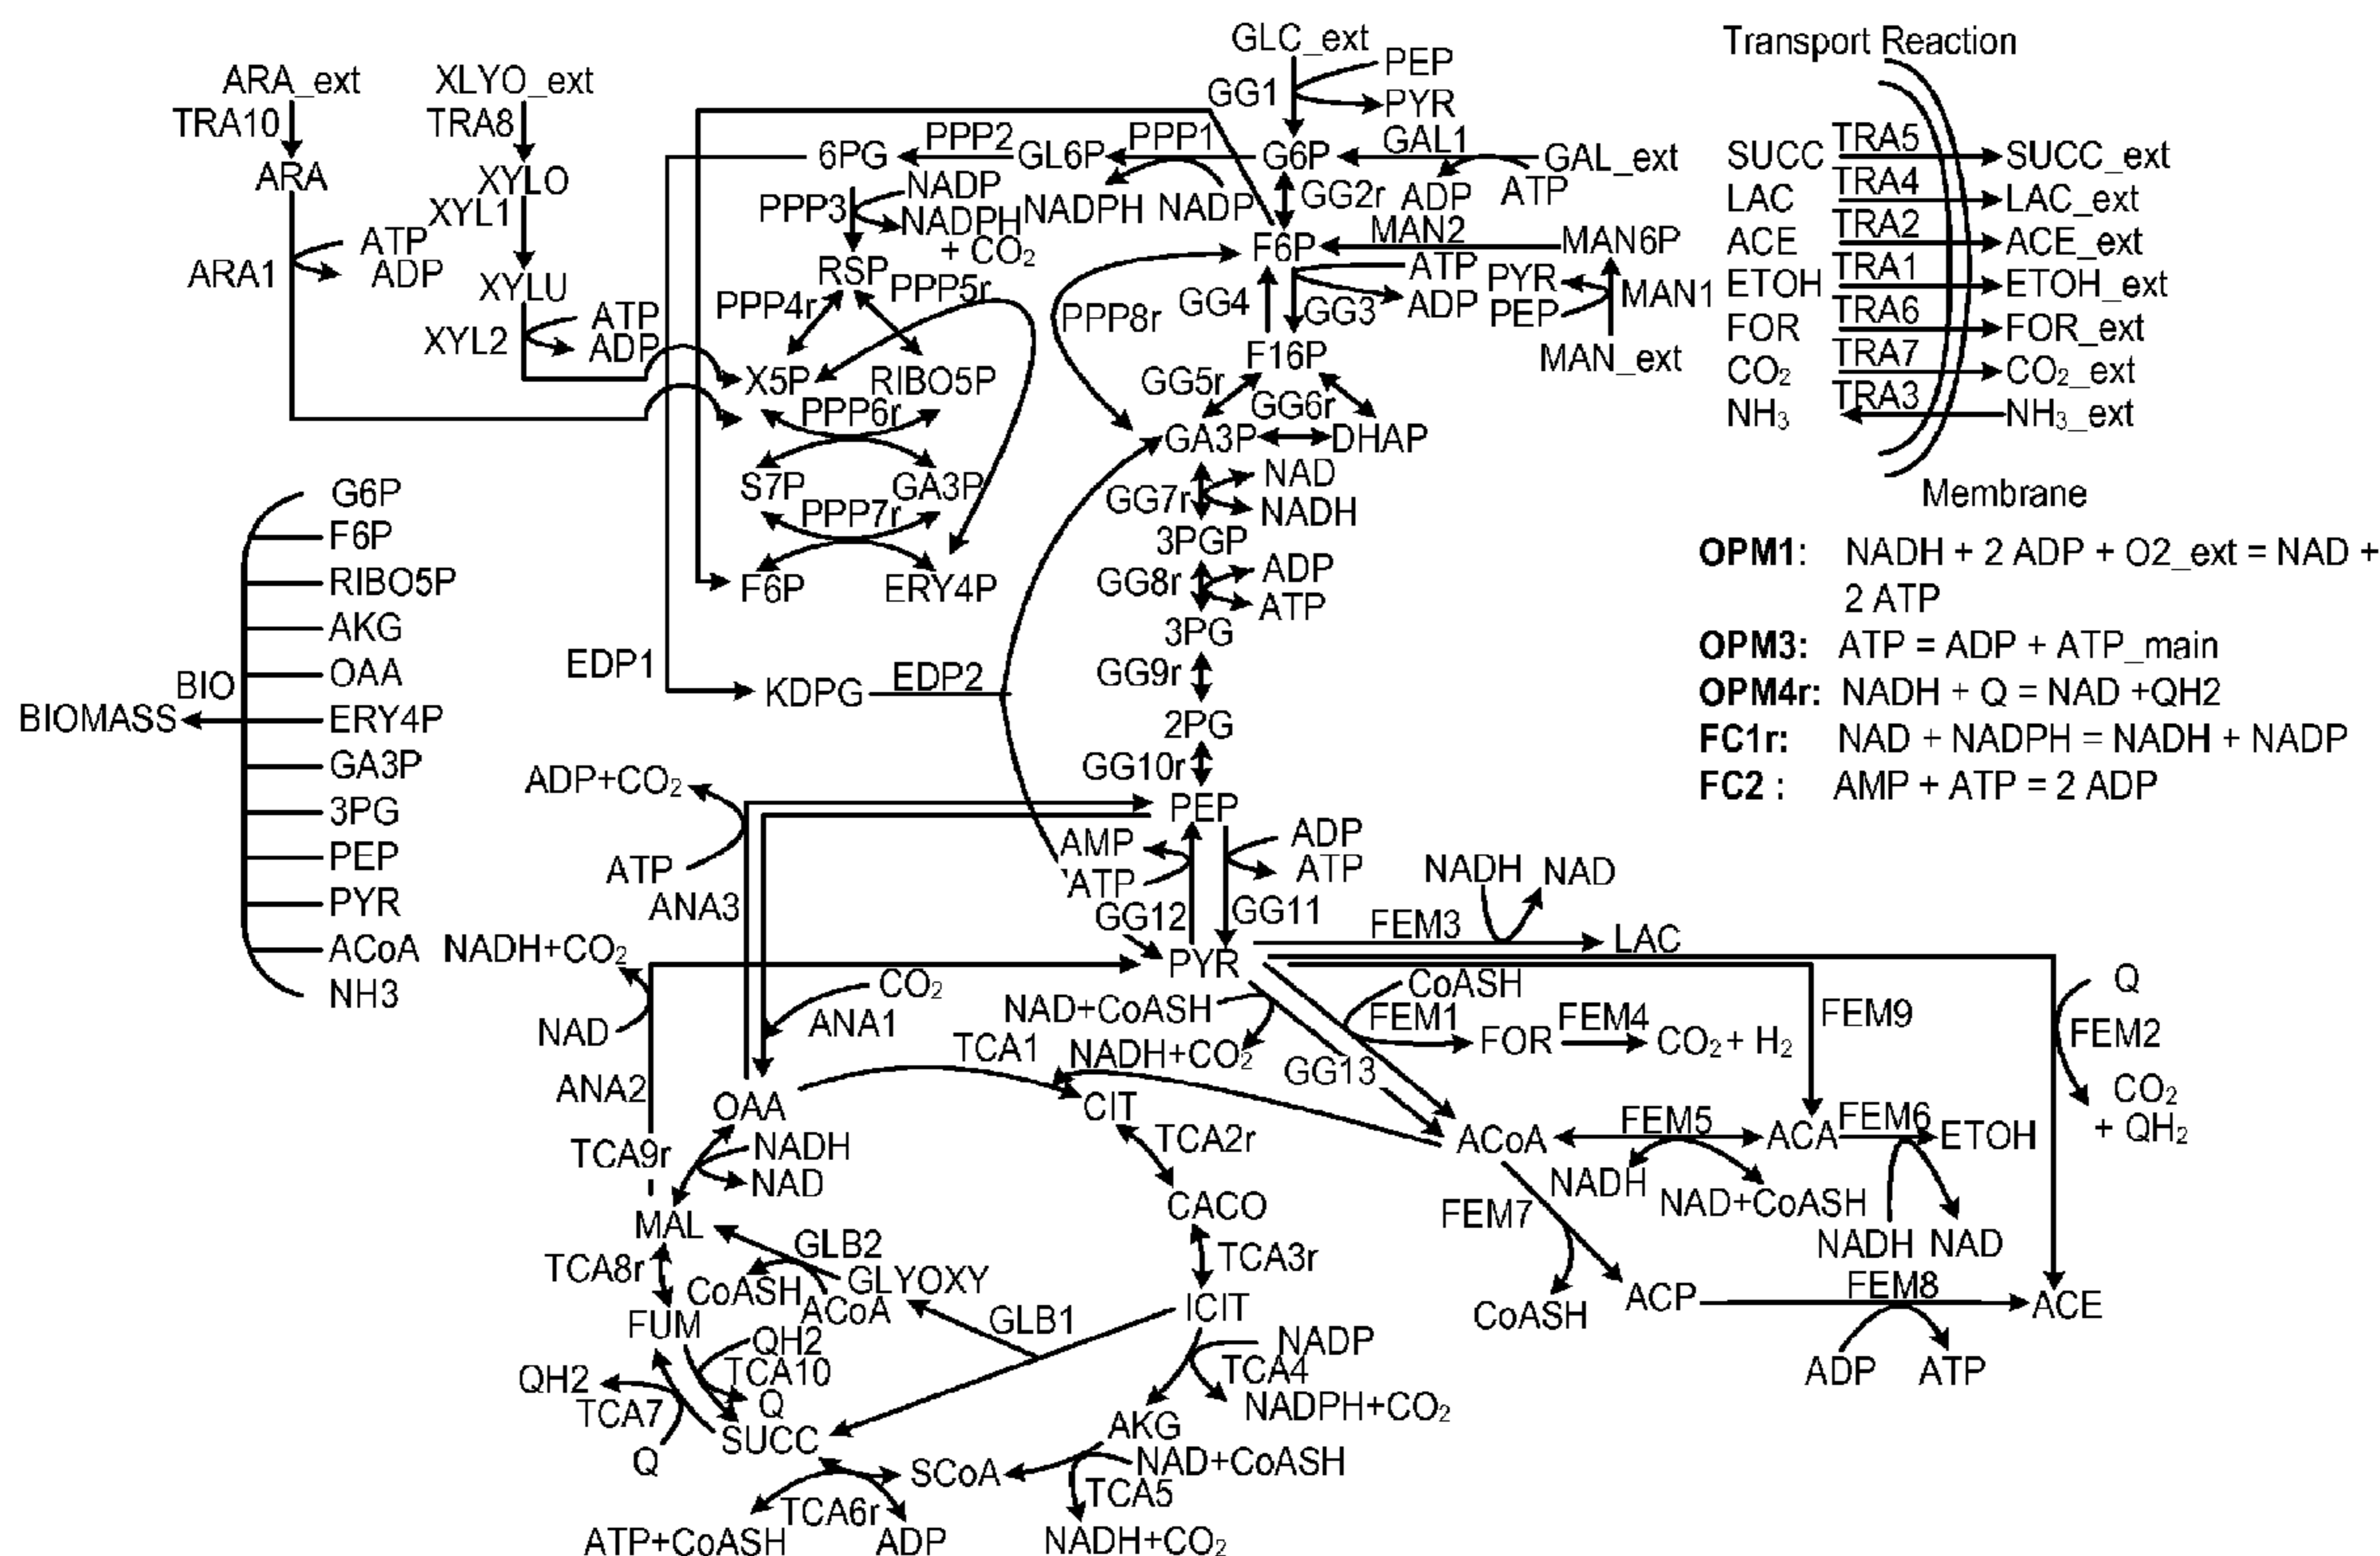 GLC_ext
PEP
GG1
PYR
Transport Reaction
ARA_ext
XLYO_ext
TRA10
TRA8
ARA
XYLO
XYL1
ATP
ADP
ARA1
XYLU
XYL2
ATP
ADP
6PG
PPP2
GL6P
PPP1
G6P
GAL1
GAL_ext
NADP
PPP3
NADPH
+ CO2
NADPH
NADP
GG2r
ADP
ATP
RSP
PPP5r
PPP4r
F6P
MAN2
MAN6P
ATP
ADP
PYR
PEP
MAN1
MAN_ext
PPP8r
GG4
GG3
F16P
X5P
RIBO5P
PPP6r
GG5r
GG6r
GA3P
DHAP
S7P
GA3P
PPP7r
F6P
ERY4P
SUCC
TRA5
SUCC_ext
LAC
TRA4
LAC_ext
ACE
TRA2
ACE_ext
ETOH
TRA1
ETOH_ext
FOR
TRA6
FOR_ext
CO2
TRA7
CO2_ext
NH3
TRA3
NH3_ext
Membrane
OPM1: NADH + 2 ADP + O2_ext = NAD +
2 ATP
OPM3: ATP = ADP + ATP_main
OPM4r: NADH + Q = NAD +QH2
FC1r: NAD + NADPH = NADH + NADP
FC2 : AMP + ATP = 2 ADP
G6P
F6P
RIBO5P
AKG
OAA
BIO
BIOMASS
ERY4P
GA3P
3PG
PEP
PYR
ACoA
NH3
GG7r
NAD
NADH
3PGP
GG8r
ADP
ATP
3PG
GG9r
2PG
GG10r
PEP
EDP1
KDPG
EDP2
ADP+CO2
ATP
ANA3
AMP
ATP
GG12
ADP
ATP
GG11
PYR
NADH+CO2
NAD
ANA2
CO2
ANA1
NADH
NAD
FEM3
LAC
NAD+CoASH
NADH+CO2
GG13
CoASH
FEM1
FOR
FEM4
CO2 + H2
FEM9
Q
FEM2
CO2
+ QH2
TCA1
OAA
CIT
TCA9r
NADH
NAD
TCA2r
ACoA
FEM5
ACA
FEM6
ETOH
NADH
NAD+CoASH
NADH
NAD
FEM7
CoASH
ACP
FEM8
ACE
ADP
ATP
MAL
CACO
TCA3r
TCA8r
GLB2
CoASH
GLYOXY
ACoA
ICIT
GLB1
FUM
QH2
TCA10
Q
QH2
TCA7
Q
SUCC
NADP
TCA4
NADPH+CO2
AKG
NAD+CoASH
SCoA
TCA5
TCA6r
ATP+CoASH
ADP
NADH+CO2